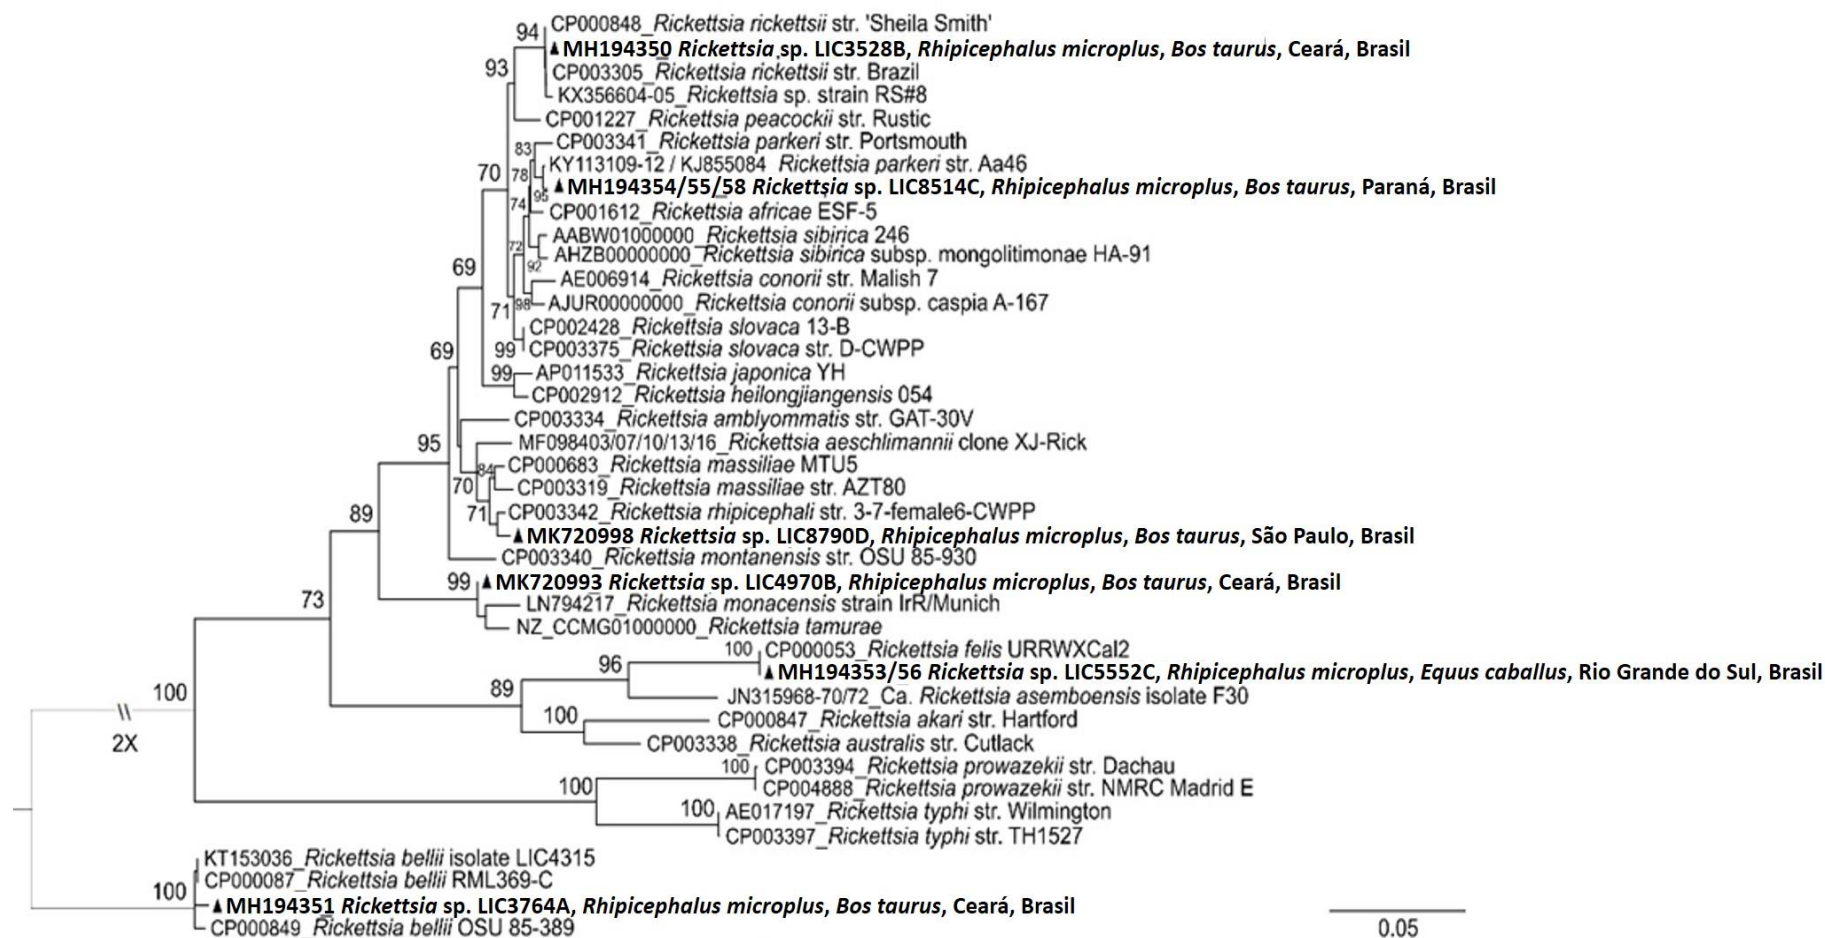 CP000848_Rickettsia rickettsii str. 'Sheila Smith'
94
▲MH194350 Rickettsia sp. LIC3528B, Rhipicephalus microplus, Bos taurus, Ceará, Brasil
93
CP003305_Rickettsia rickettsii str. Brazil
KX356604-05_Rickettsia sp. strain RS#8
CP001227_Rickettsia peacockii str. Rustic
83
CP003341_Rickettsia parkeri str. Portsmouth
70
78
KY113109-12 / KJ855084_Rickettsia parkeri str. Aa46
95
▲MH194354/55/58 Rickettsia sp. LIC8514C, Rhipicephalus microplus, Bos taurus, Paraná, Brasil
74
CP001612_Rickettsia africae ESF-5
AABW01000000_Rickettsia sibirica 246
72
AHZB00000000_Rickettsia sibirica subsp. mongolitimonae HA-91
69
92
AE006914_Rickettsia conorii str. Malish 7
71
98
AJUR00000000_Rickettsia conorii subsp. caspia A-167
CP002428_Rickettsia slovaca 13-B
69
99
CP003375_Rickettsia slovaca str. D-CWPP
99
AP011533_Rickettsia japonica YH
CP002912_Rickettsia heilongjiangensis 054
CP003334_Rickettsia amblyommatis str. GAT-30V
95
MF098403/07/10/13/16_Rickettsia aeschlimannii clone XJ-Rick
84
CP000683_Rickettsia massiliae MTU5
70
CP003319_Rickettsia massiliae str. AZT80
89
71
CP003342_Rickettsia rhipicephali str. 3-7-female6-CWPP
▲MK720998 Rickettsia sp. LIC8790D, Rhipicephalus microplus, Bos taurus, São Paulo, Brasil
CP003340_Rickettsia montanensis str. OSU 85-930
99
▲MK720993 Rickettsia sp. LIC4970B, Rhipicephalus microplus, Bos taurus, Ceará, Brasil
73
LN794217_Rickettsia monacensis strain IrR/Munich
NZ_CCMG01000000_Rickettsia tamurae
100
CP000053_Rickettsia felis URRWXCal2
96
▲MH194353/56 Rickettsia sp. LIC5552C, Rhipicephalus microplus, Equus caballus, Rio Grande do Sul, Brasil
100
89
JN315968-70/72_Ca. Rickettsia asemboensis isolate F30
100
CP000847_Rickettsia akari str. Hartford
2X
CP003338_Rickettsia australis str. Cutlack
100
CP003394_Rickettsia prowazekii str. Dachau
100
CP004888_Rickettsia prowazekii str. NMRC Madrid E
100
AE017197_Rickettsia typhi str. Wilmington
CP003397_Rickettsia typhi str. TH1527
KT153036_Rickettsia bellii isolate LIC4315
100
CP000087_Rickettsia bellii RML369-C
▲MH194351 Rickettsia sp. LIC3764A, Rhipicephalus microplus, Bos taurus, Ceará, Brasil
CP000849_Rickettsia bellii OSU 85-389
0.05